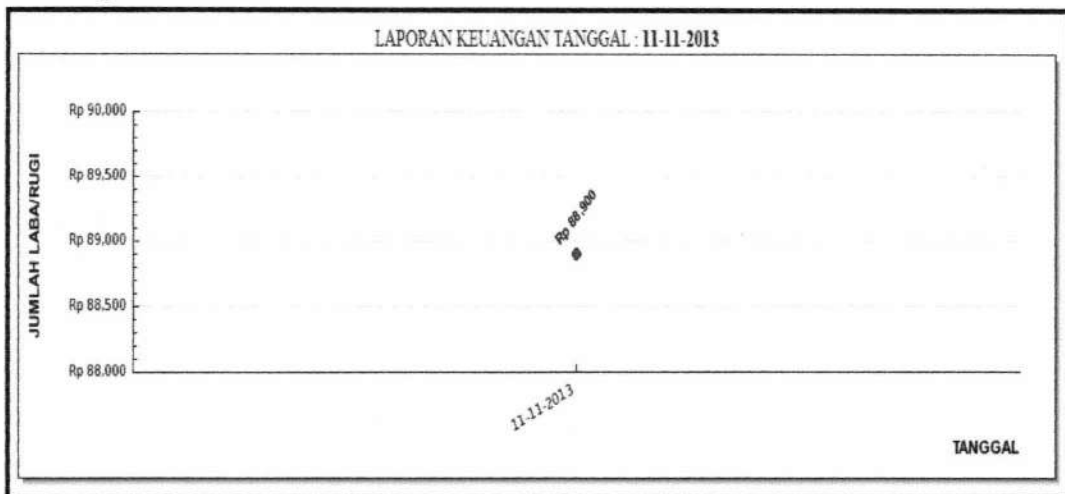 LAPORAN KEUANGAN TANGGAL : 11-11-2013
JUMLAH LABA/RUGI
Rp 90.000
Rp 89.500
Rp 89.000
Rp 88.500
Rp 88.000
Rp 88,900
11-11-2013
TANGGAL